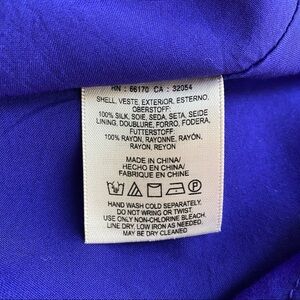 RN : 66170 CA : 32054
SHELL, VESTE, EXTERIOR, ESTERNO,
OBERSTOFF:
100% SILK, SOIE, SEDA, SETA, SEIDE
LINING, DOUBLURE, FORRO, FODERA,
FUTTERSTOFF:
100% RAYON, RAYONNE, RAYÓN,
RAYON, REYON
MADE IN CHINA/
HECHO EN CHINA/
FABRIQUE EN CHINE
HAND WASH COLD SEPARATELY.
DO NOT WRING OR TWIST.
USE ONLY NON-CHLORINE BLEACH.
LINE DRY. LOW IRON AS NEEDED.
MAY BE DRY CLEANED